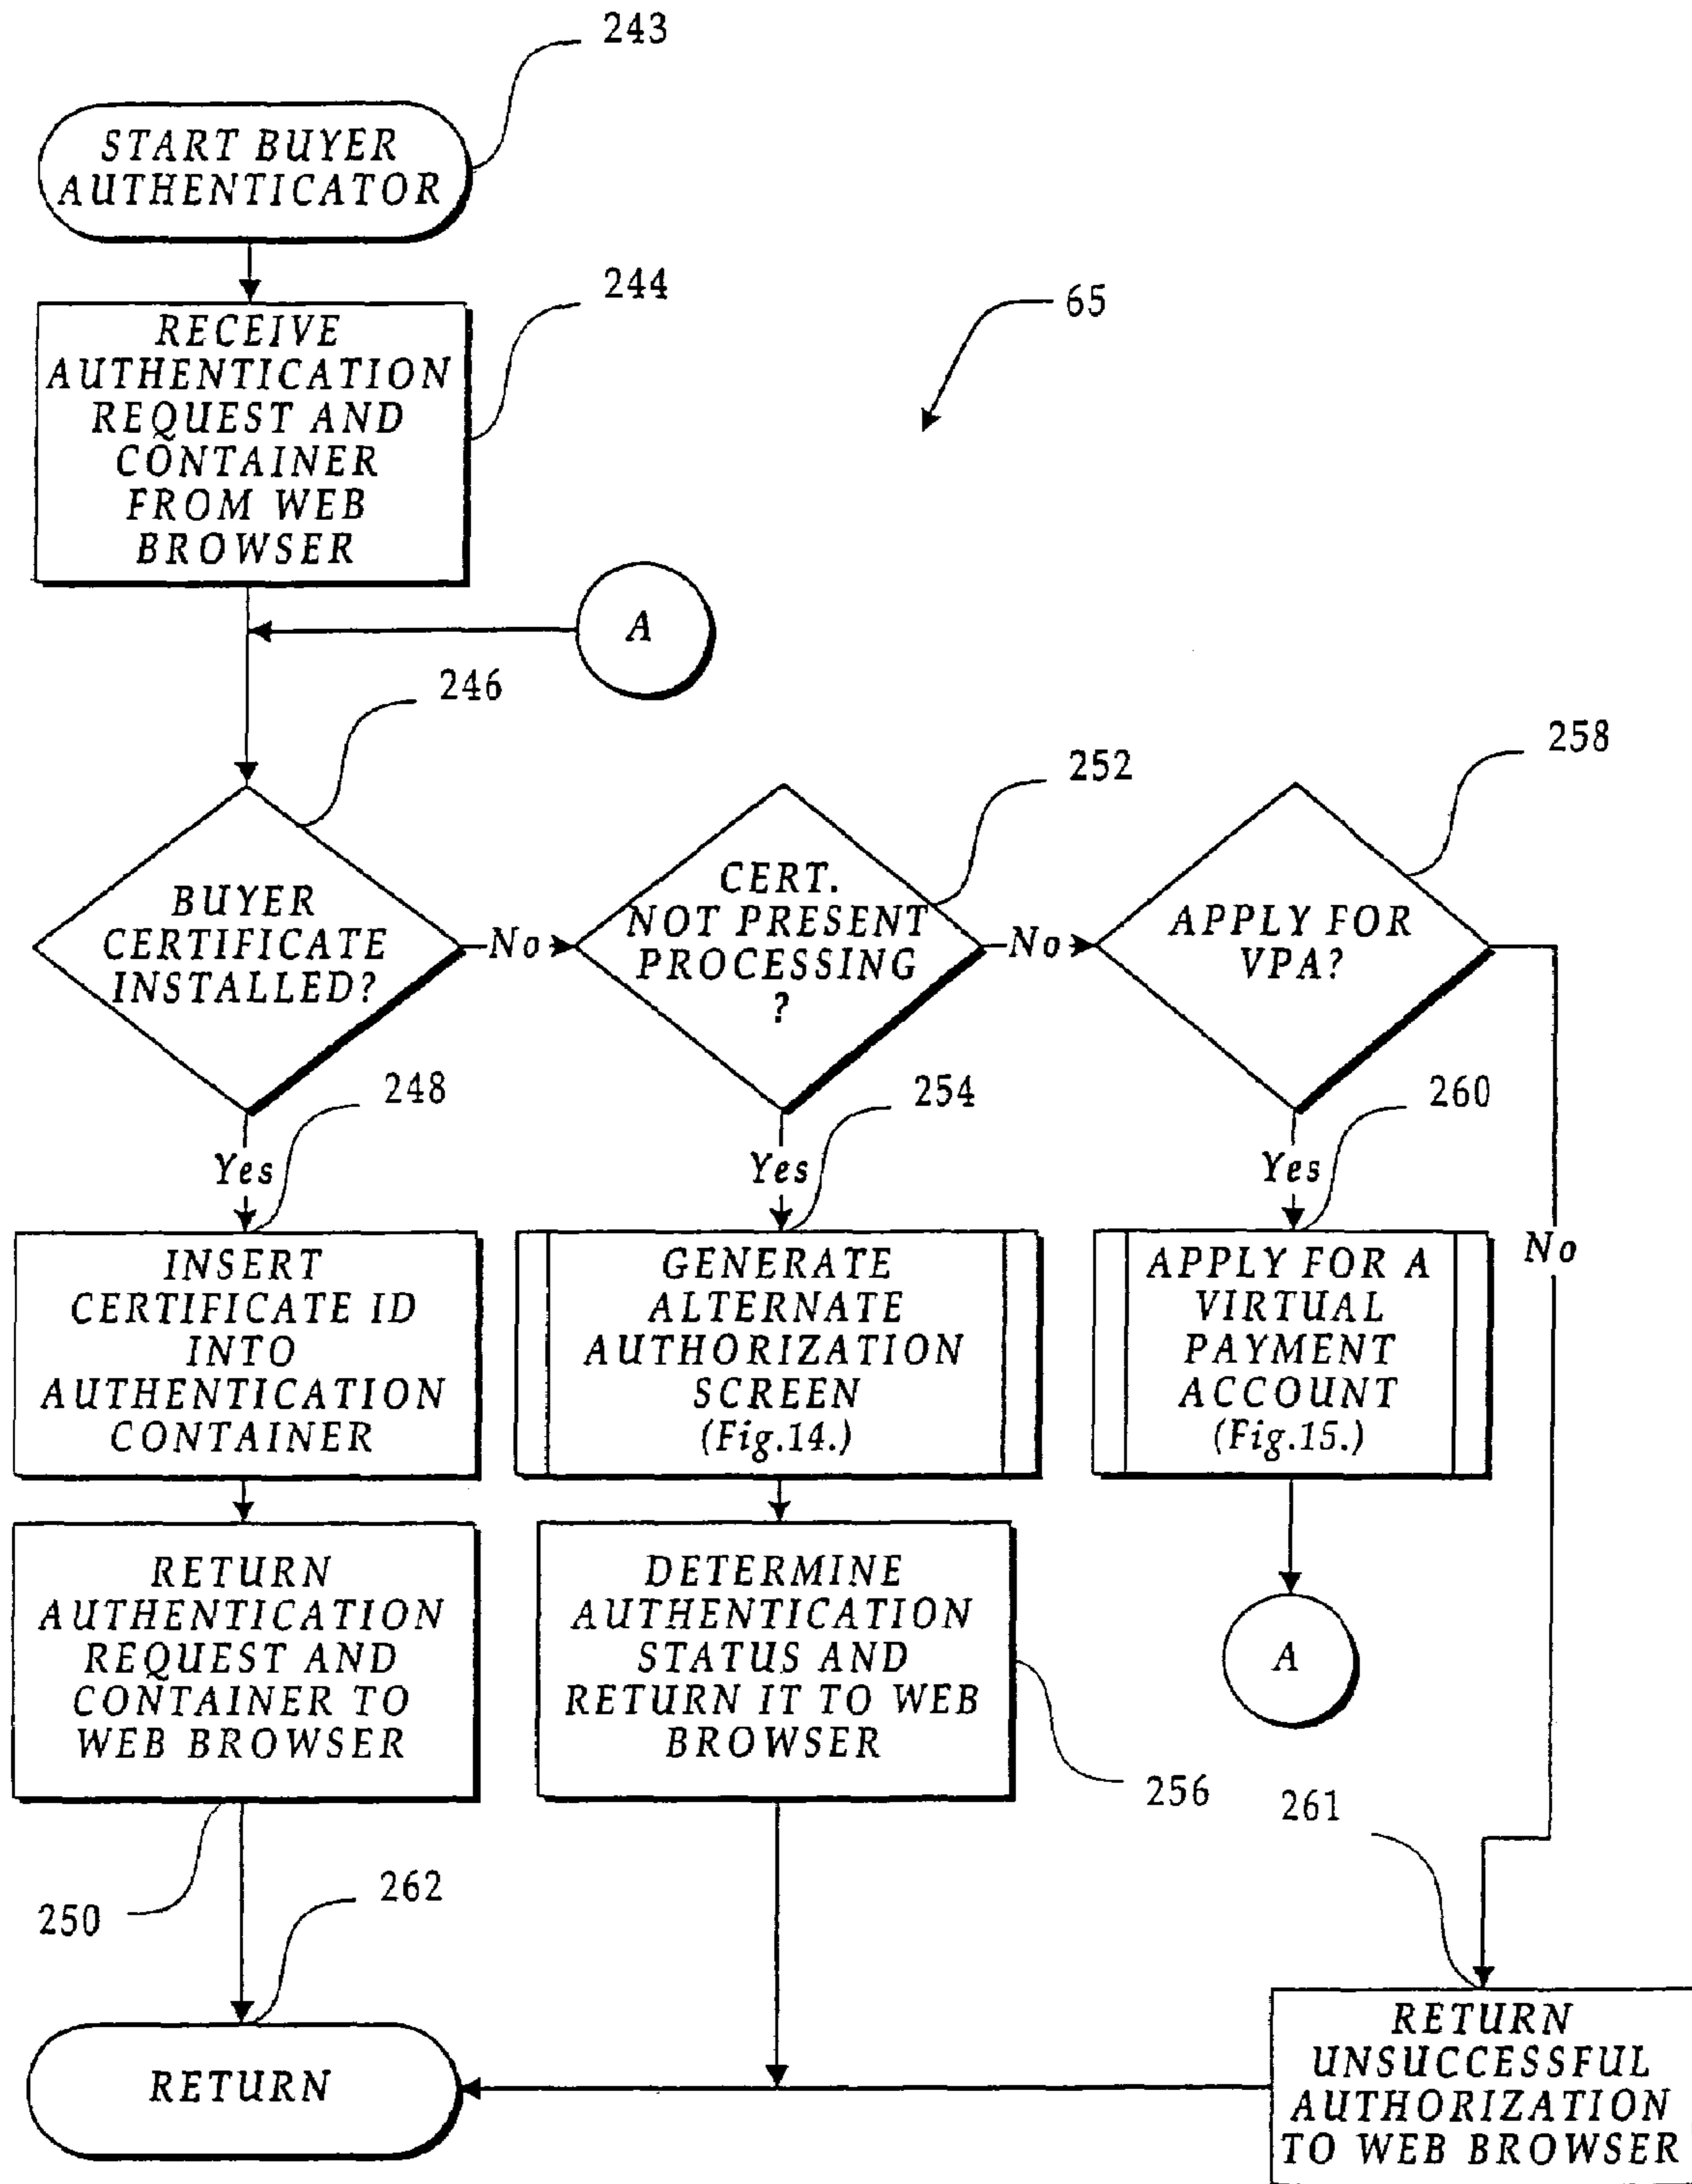 243
START BUYER
AUTHENTICATOR
244
65
RECEIVE
AUTHENTICATION
REQUEST AND
CONTAINER
FROM WEB
BROWSER
A
246
252
258
BUYER
CERTIFICATE
INSTALLED?
No
CERT.
NOT PRESENT
PROCESSING
?
No
APPLY FOR
VPA?
248
254
260
Yes
Yes
Yes
No
INSERT
CERTIFICATE ID
INTO
AUTHENTICATION
CONTAINER
GENERATE
ALTERNATE
AUTHORIZATION
SCREEN
(Fig.14.)
APPLY FOR A
VIRTUAL
PAYMENT
ACCOUNT
(Fig.15.)
RETURN
AUTHENTICATION
REQUEST AND
CONTAINER TO
WEB BROWSER
DETERMINE
AUTHENTICATION
STATUS AND
RETURN IT TO WEB
BROWSER
A
256
261
250
262
RETURN
RETURN
UNSUCCESSFUL
AUTHORIZATION
TO WEB BROWSER